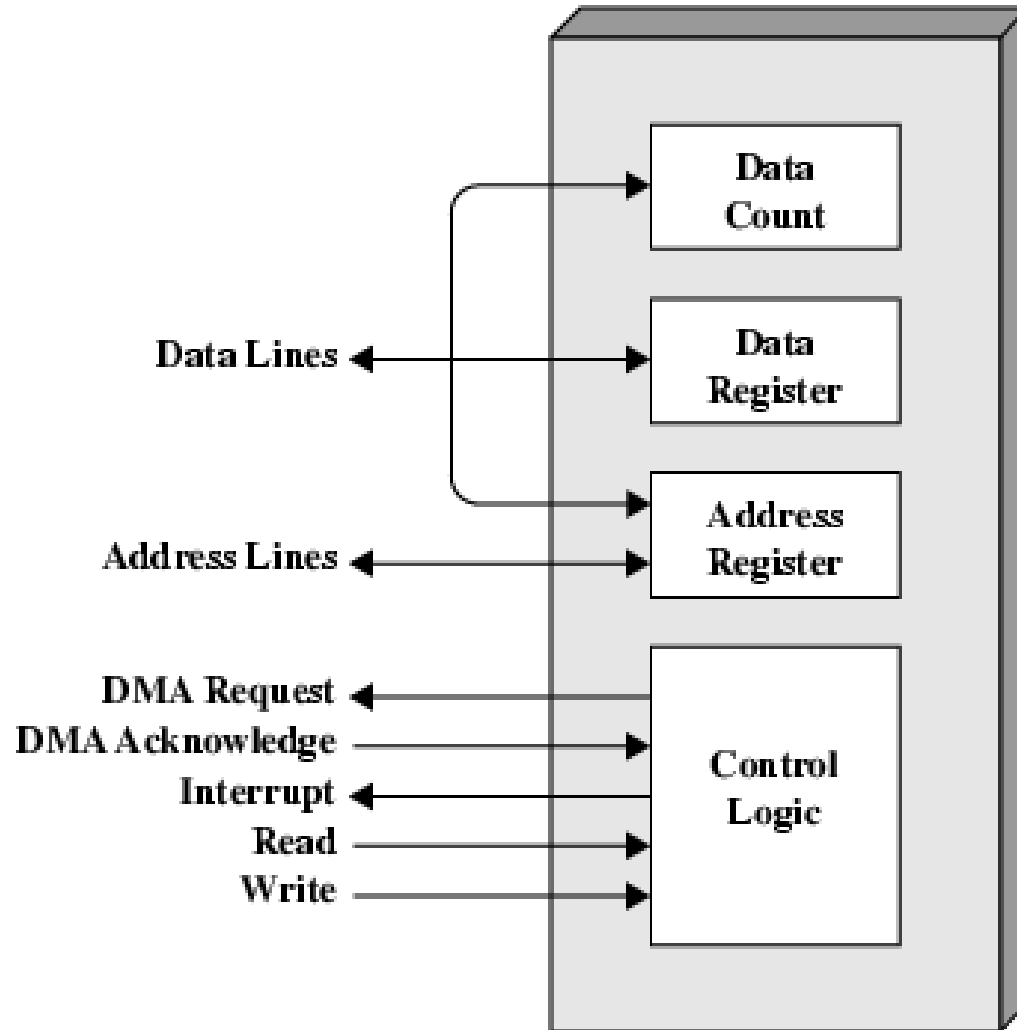 Data
Count
Data Lines
Data
Register
Address
Register
Address Lines
DMA Request
DMA Acknowledge
Interrupt
Read
Write
Control
Logic